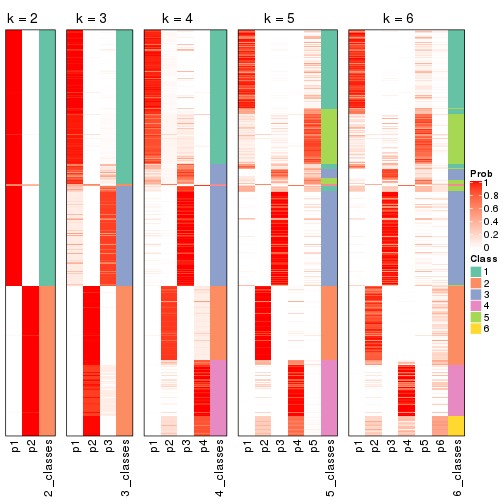 k = 2
k = 3
k = 4
k = 5
k = 6
Prob
1
0.8
0.6
0.4
0.2
0
Class
1
2
3
4
5
6
p1
p2
2_classes
p1
p2
p3
3_classes
p1
p2
p3
p4
4_classes
p1
p2
p3
p4
p5
5_classes
p1
p2
p3
p4
p5
p6
6_classes